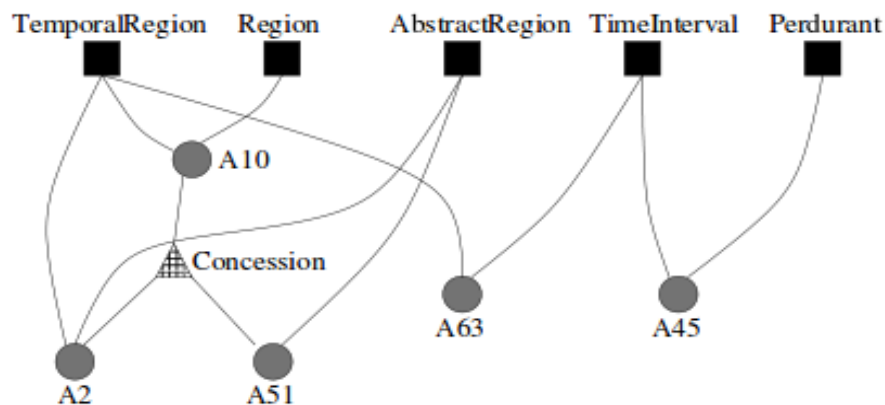 TemporalRegion Region AbstractRegion TimeInterval Perdurant
A10
Concession
A63 A45
A2 A51